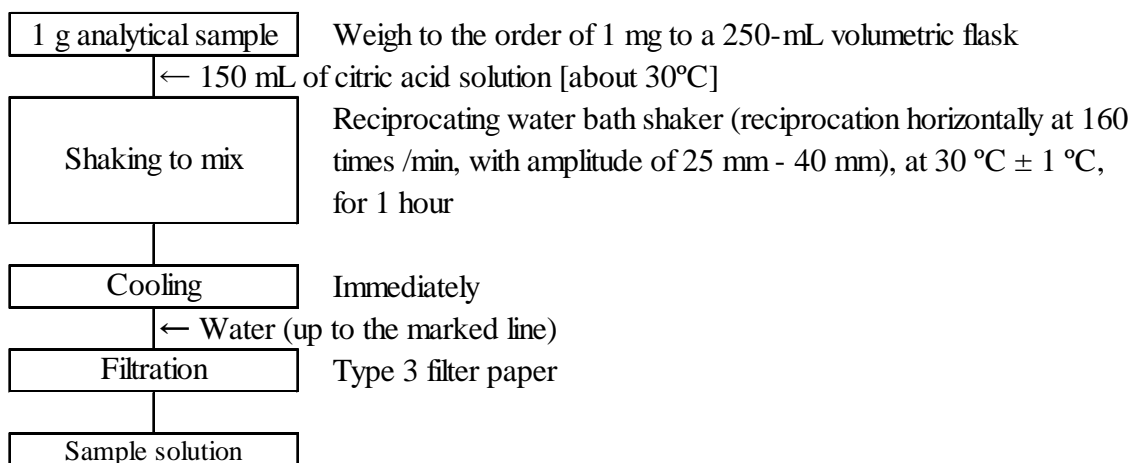 1 g analytical sample Weigh to the order of 1 mg to a 250-mL volumetric flask
← 150 mL of citric acid solution [about 30ºC]
Reciprocating water bath shaker (reciprocation horizontally at 160
Shaking to mix times /min, with amplitude of 25 mm - 40 mm), at 30 ºC ± 1 ºC,
for 1 hour
Cooling Immediately
← Water (up to the marked line)
Filtration Type 3 filter paper
Sample solution